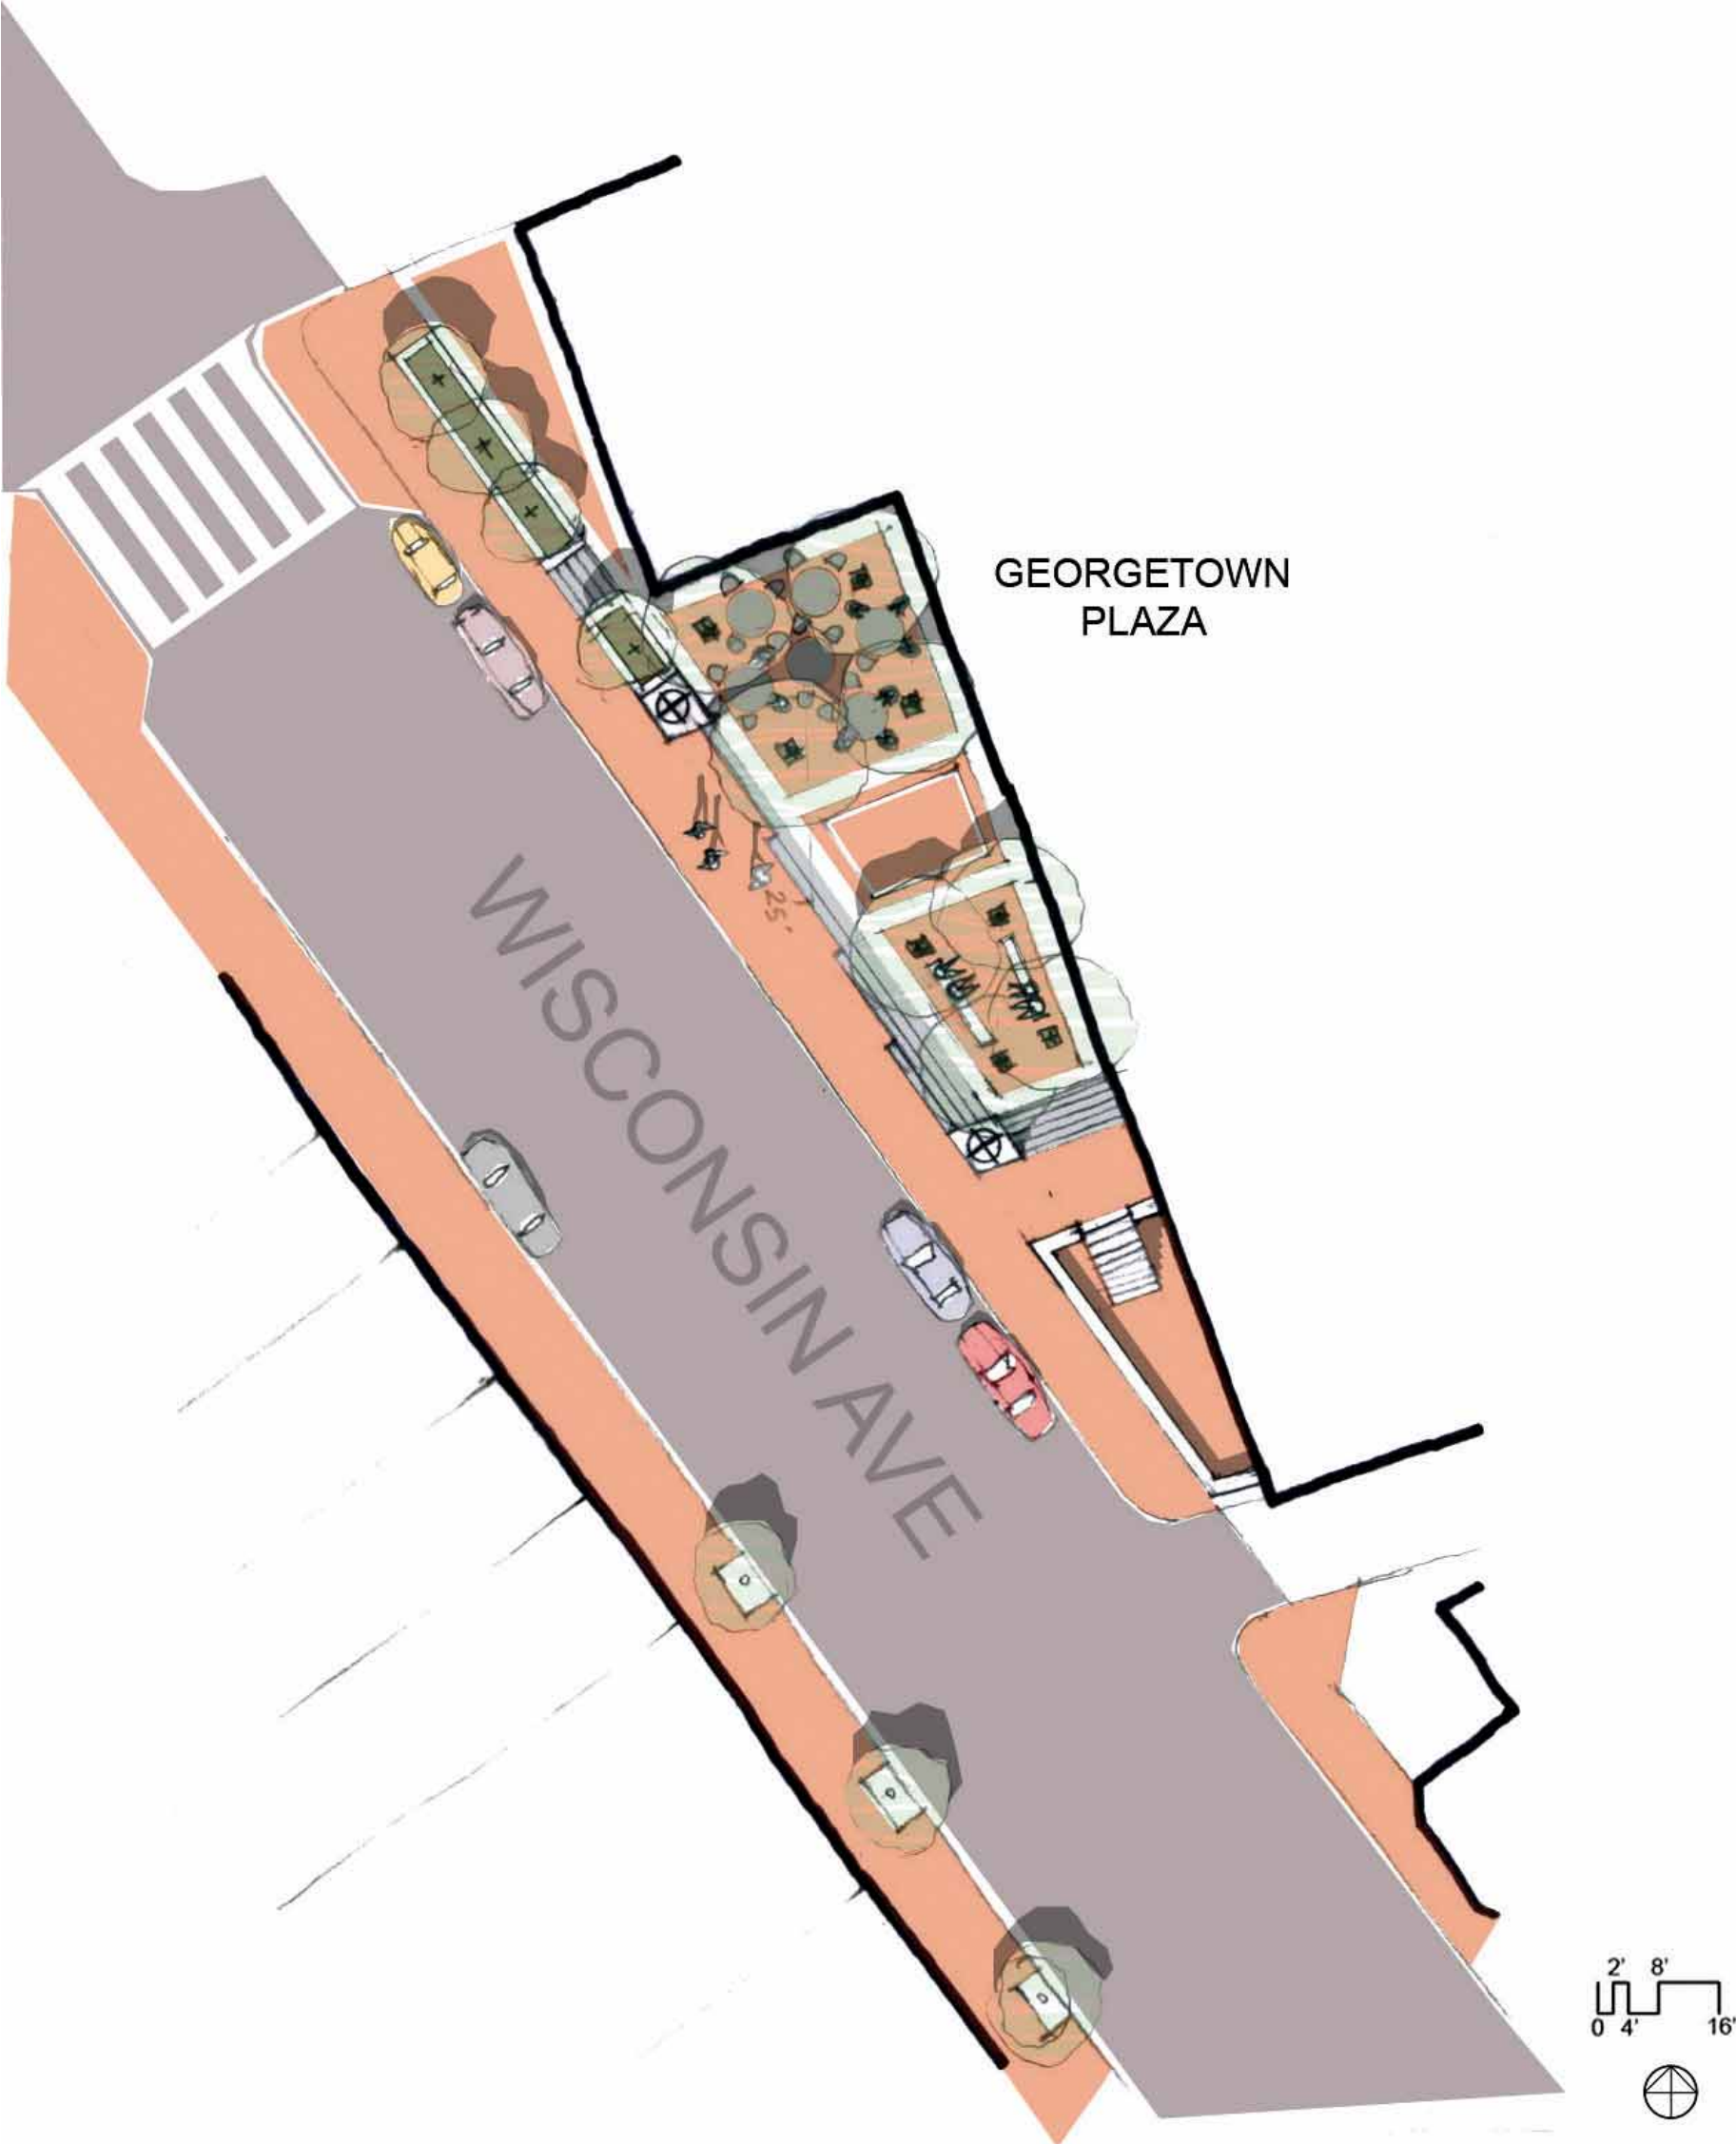 GEORGETOWN
PLAZA
25'
WISCONSIN AVE
2' 8'
0 4' 16'